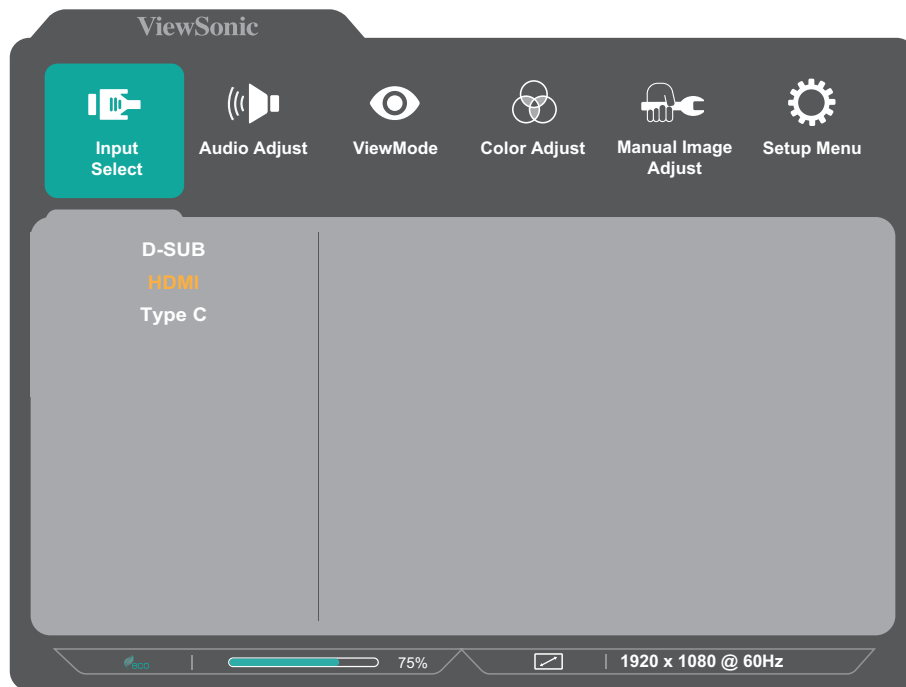 ViewSonic
Input Select
Audio Adjust
ViewMode
Color Adjust
Manual Image Adjust
Setup Menu
D-SUB
HDMI
Type C
ECO
75%
1920 x 1080 @ 60Hz